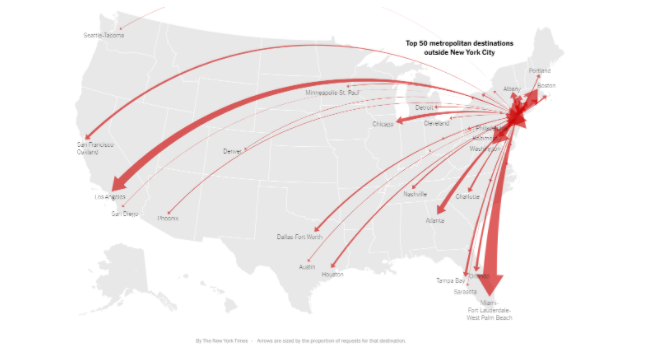 Top 50 metropolitan destinations
outside New York City
Seattle-Tacoma
Portland
Boston
Albany
Minneapolis-St. Paul
Detroit
Cleveland
Chicago
San Francisco
Oakland
Denver
Washington
Los Angeles
San Diego
Phoenix
Nashville
Charlotte
Atlanta
Dallas Fort Worth
Austin
Houston
Tampa Bay
Sarasota
Miami-
Fort Lauderdale-
West Palm Beach
By The New York Times - Arrows are sized by the proportion of requests for that destination.